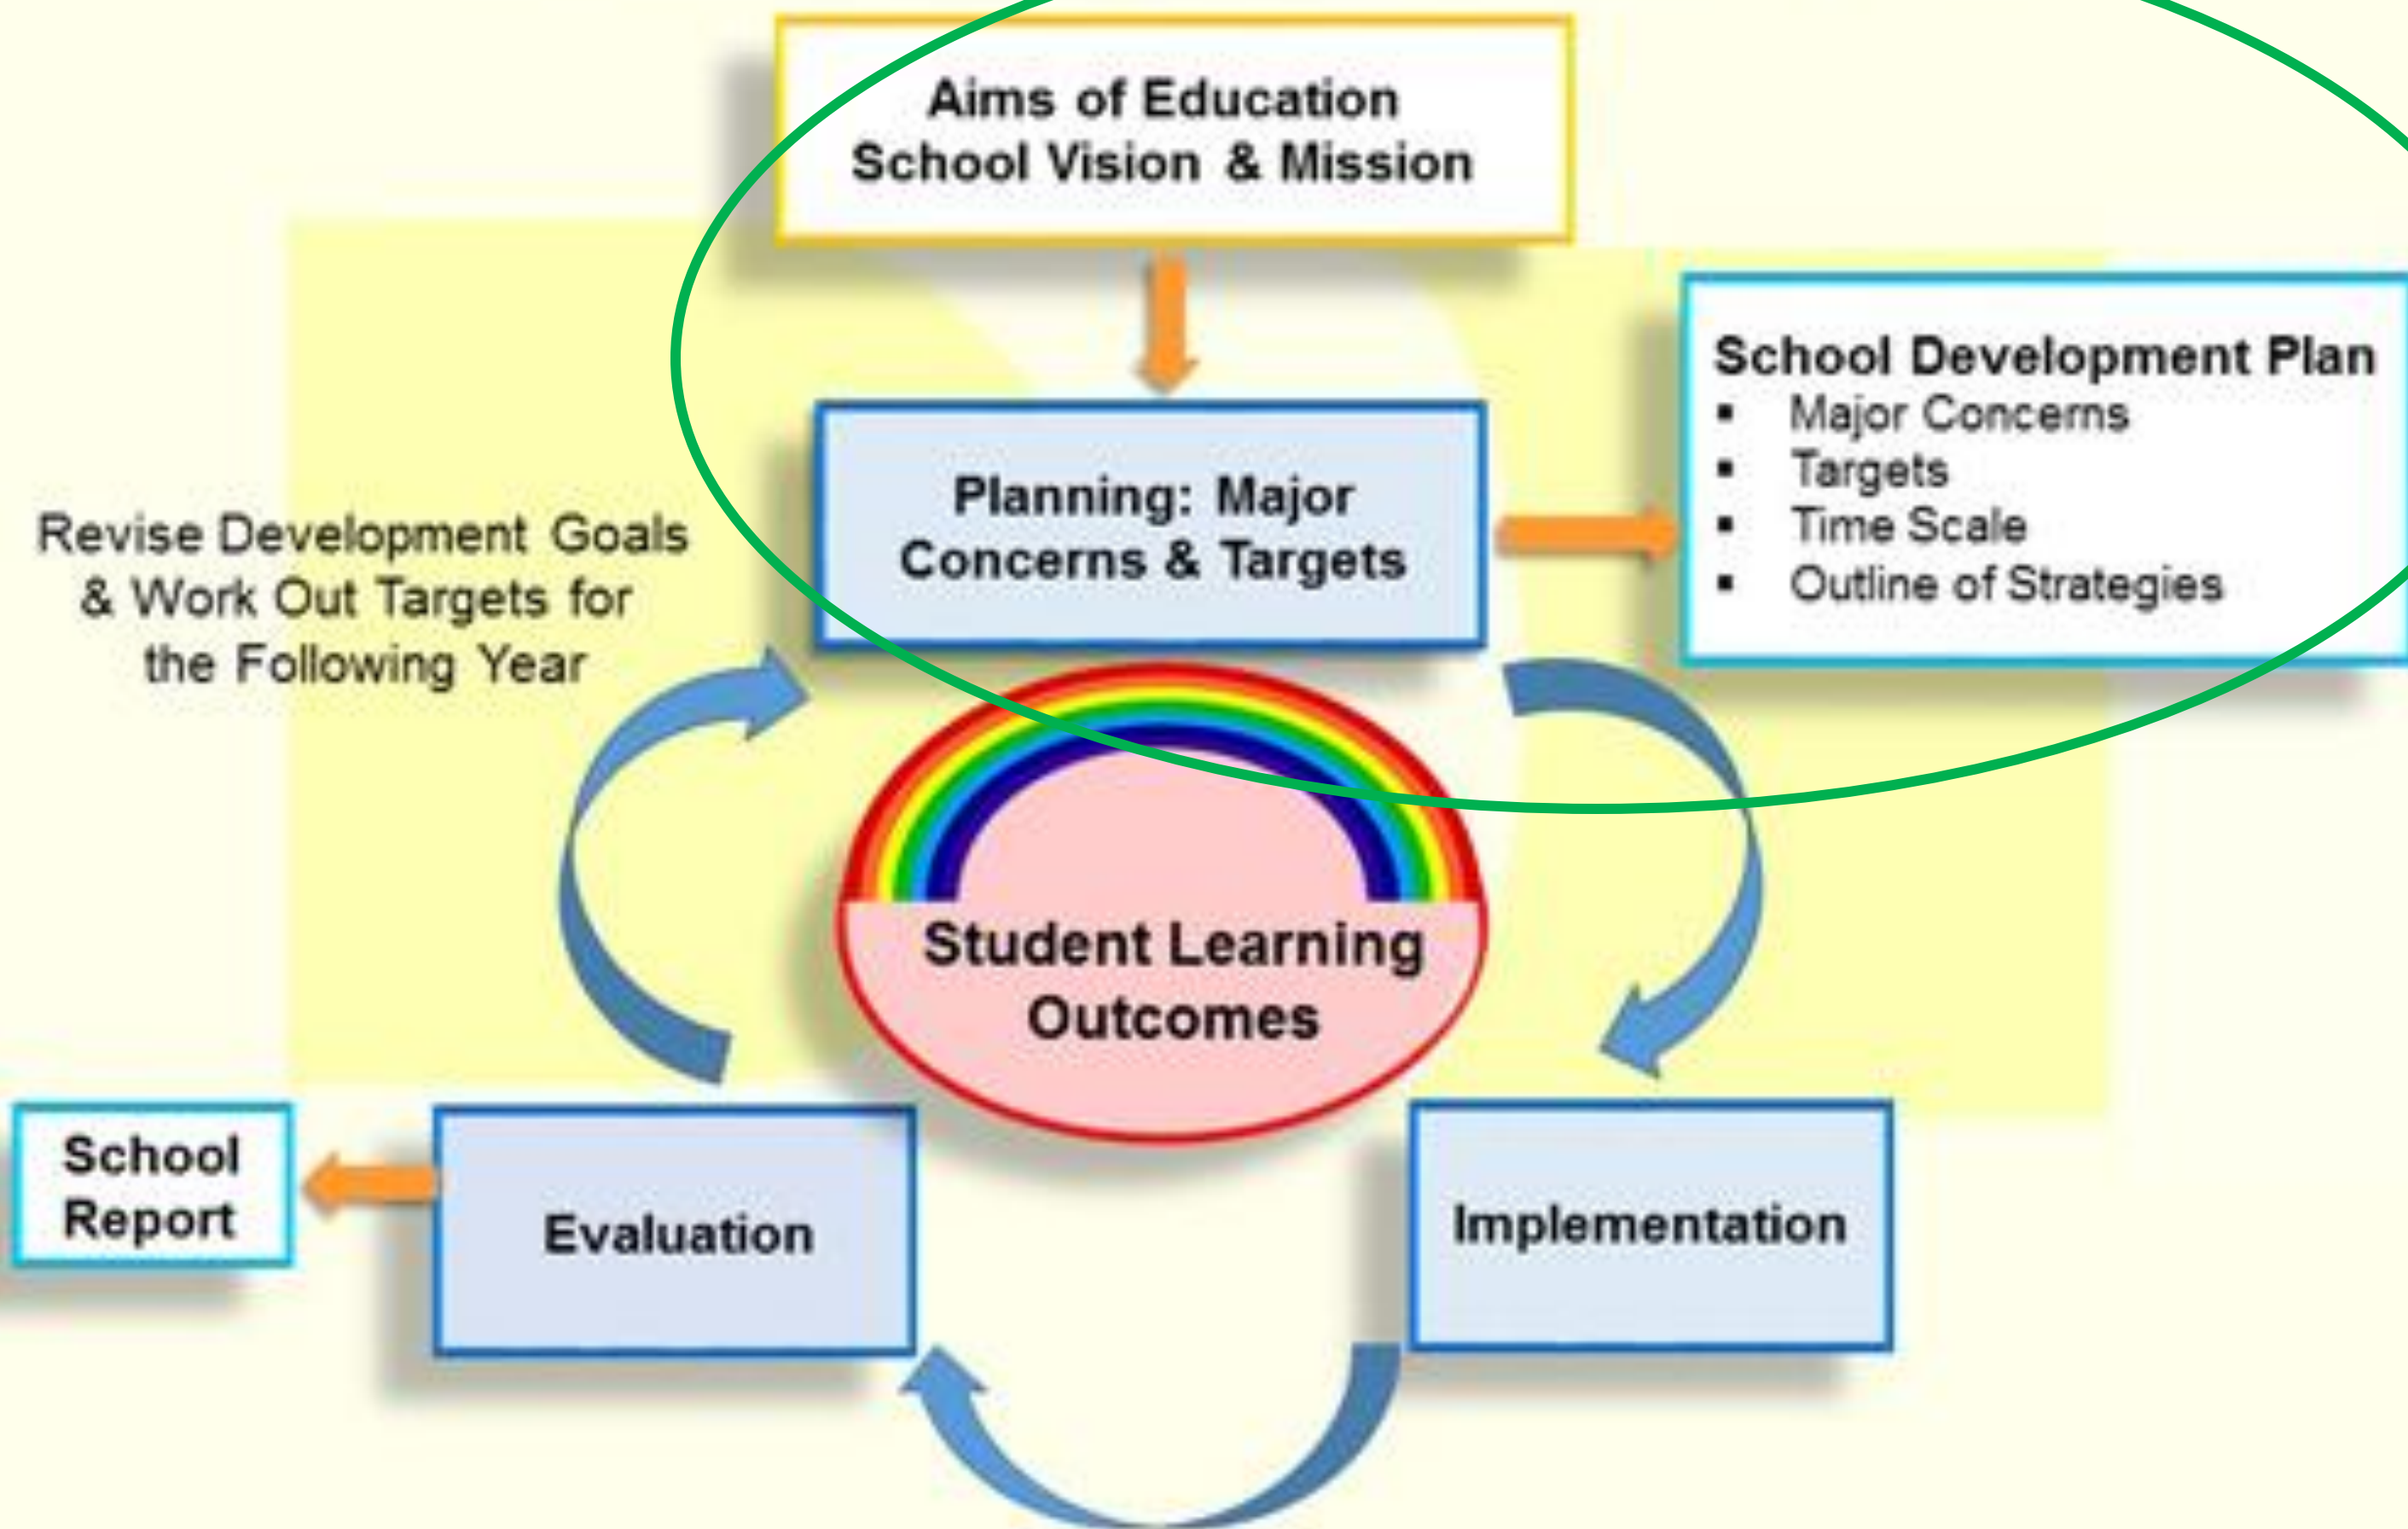 Aims of Education
School Vision & Mission
Planning: Major
Concerns & Targets
School Development Plan
▪ Major Concerns
▪ Targets
▪ Time Scale
▪ Outline of Strategies
Revise Development Goals
& Work Out Targets for
the Following Year
Student Learning
Outcomes
School
Report
Evaluation
Implementation